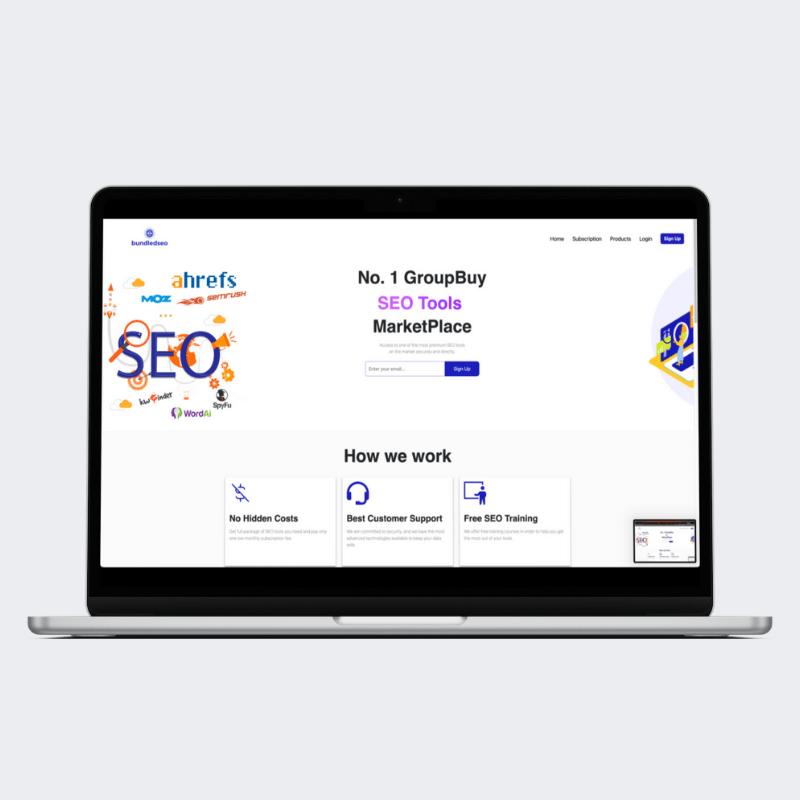 bundledseo
Home Subscription Products Login Sign Up
ahrefs
MOZ SEMRUSH
SEO
kwfinder
SpyFu
WordAi
No. 1 GroupBuy
SEO Tools
MarketPlace
Access to one of the most premium SEO tools
on the market securely and directly.
Enter your email... Sign Up
How we work
No Hidden Costs
Get full package of SEO tools you need and pay only
one low monthly subscription fee.
Best Customer Support
We are committed to security, and we have the most
advanced technologies available to keep your data
safe.
Free SEO Training
We offer free training courses in order to help you get
the most out of your tools.